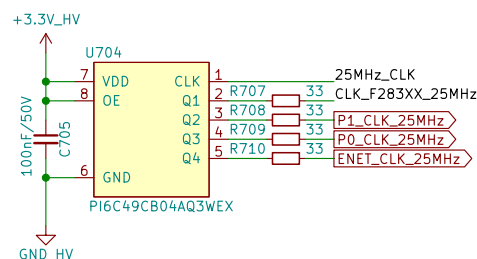 +3.3V_HV
U704
7 VDD CLK 1 25MHz_CLK
8 OE Q1 2 R707 33 CLK_F283XX_25MHz
Q2 3 R708 33 P1_CLK_25MHz
Q3 4 R709 33 P0_CLK_25MHz
Q4 5 R710 33 ENET_CLK_25MHz
100nF/50V
C705
6 GND
PI6C49CB04AQ3WEX
GND_HV